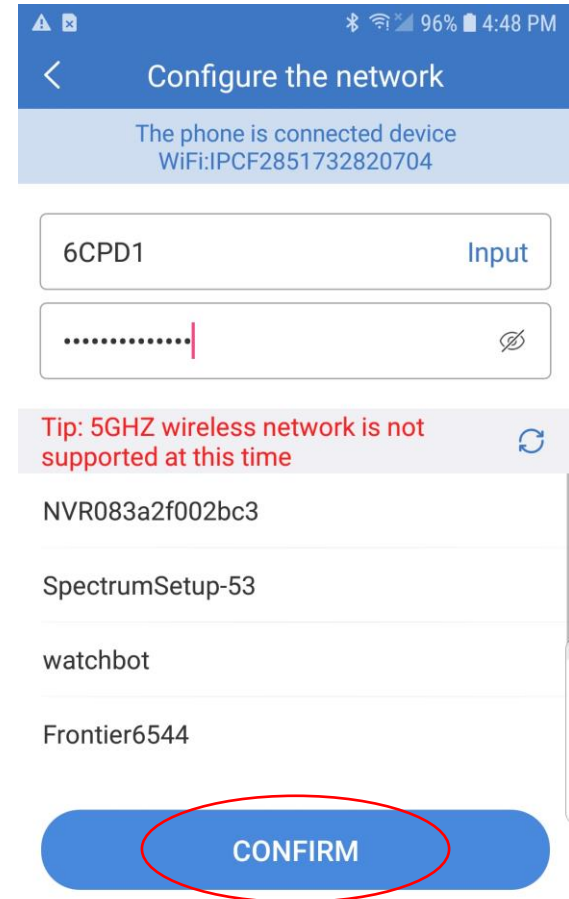 96% 4:48 PM
Configure the network
The phone is connected device
WiFi:IPCF2851732820704
6CPD1 Input
••••••••••••••
Tip: 5GHZ wireless network is not
supported at this time
NVR083a2f002bc3
SpectrumSetup-53
watchbot
Frontier6544
CONFIRM